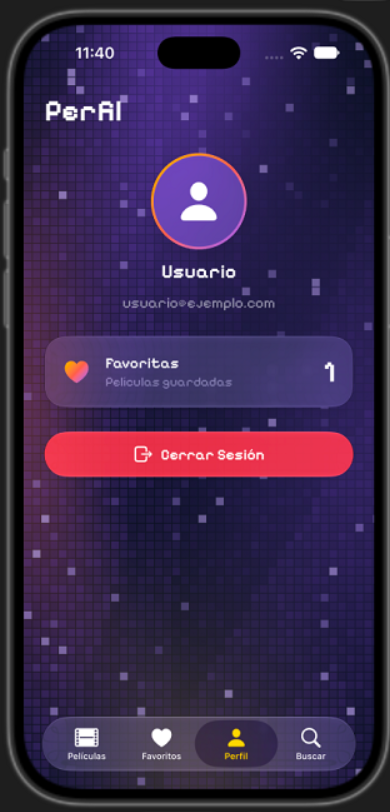 11:40
Perfil
Usuario
usuario@ejemplo.com
Favoritas
Películas guardadas
1
Cerrar Sesión
Películas
Favoritos
Perfil
Buscar